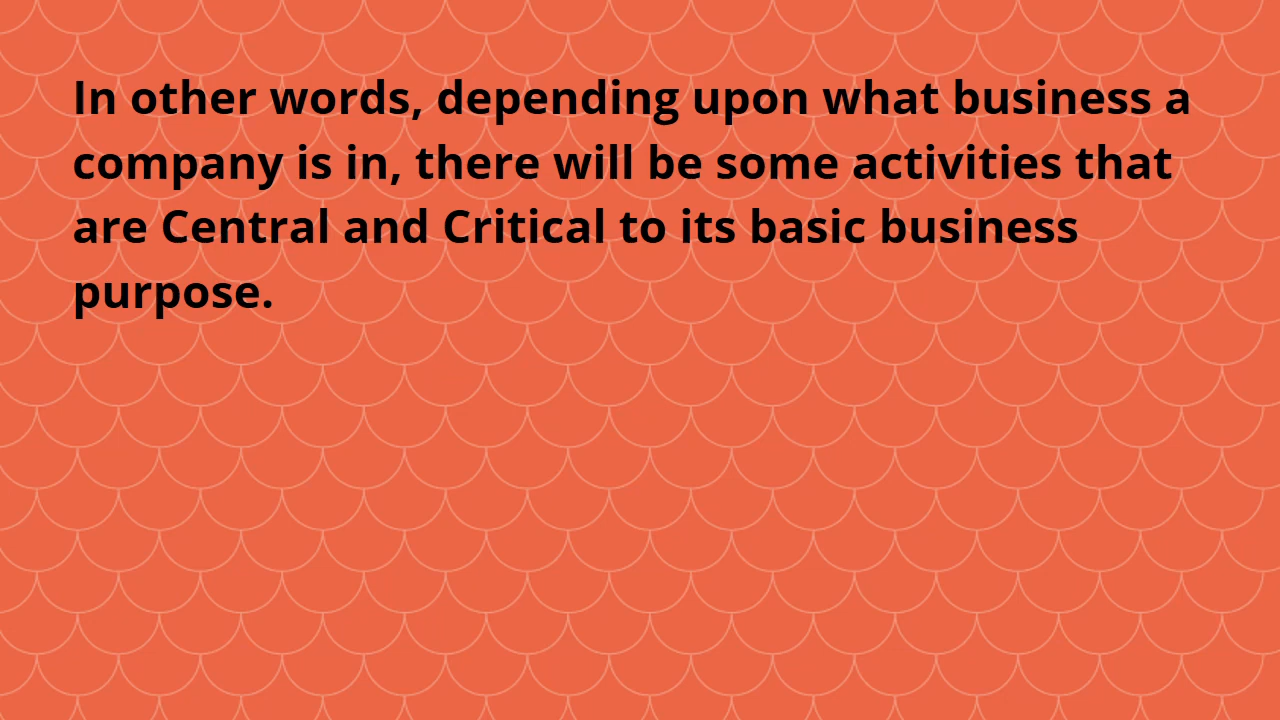 In other words, depending upon what business a
company is in, there will be some activities that
are Central and Critical to its basic business
purpose.